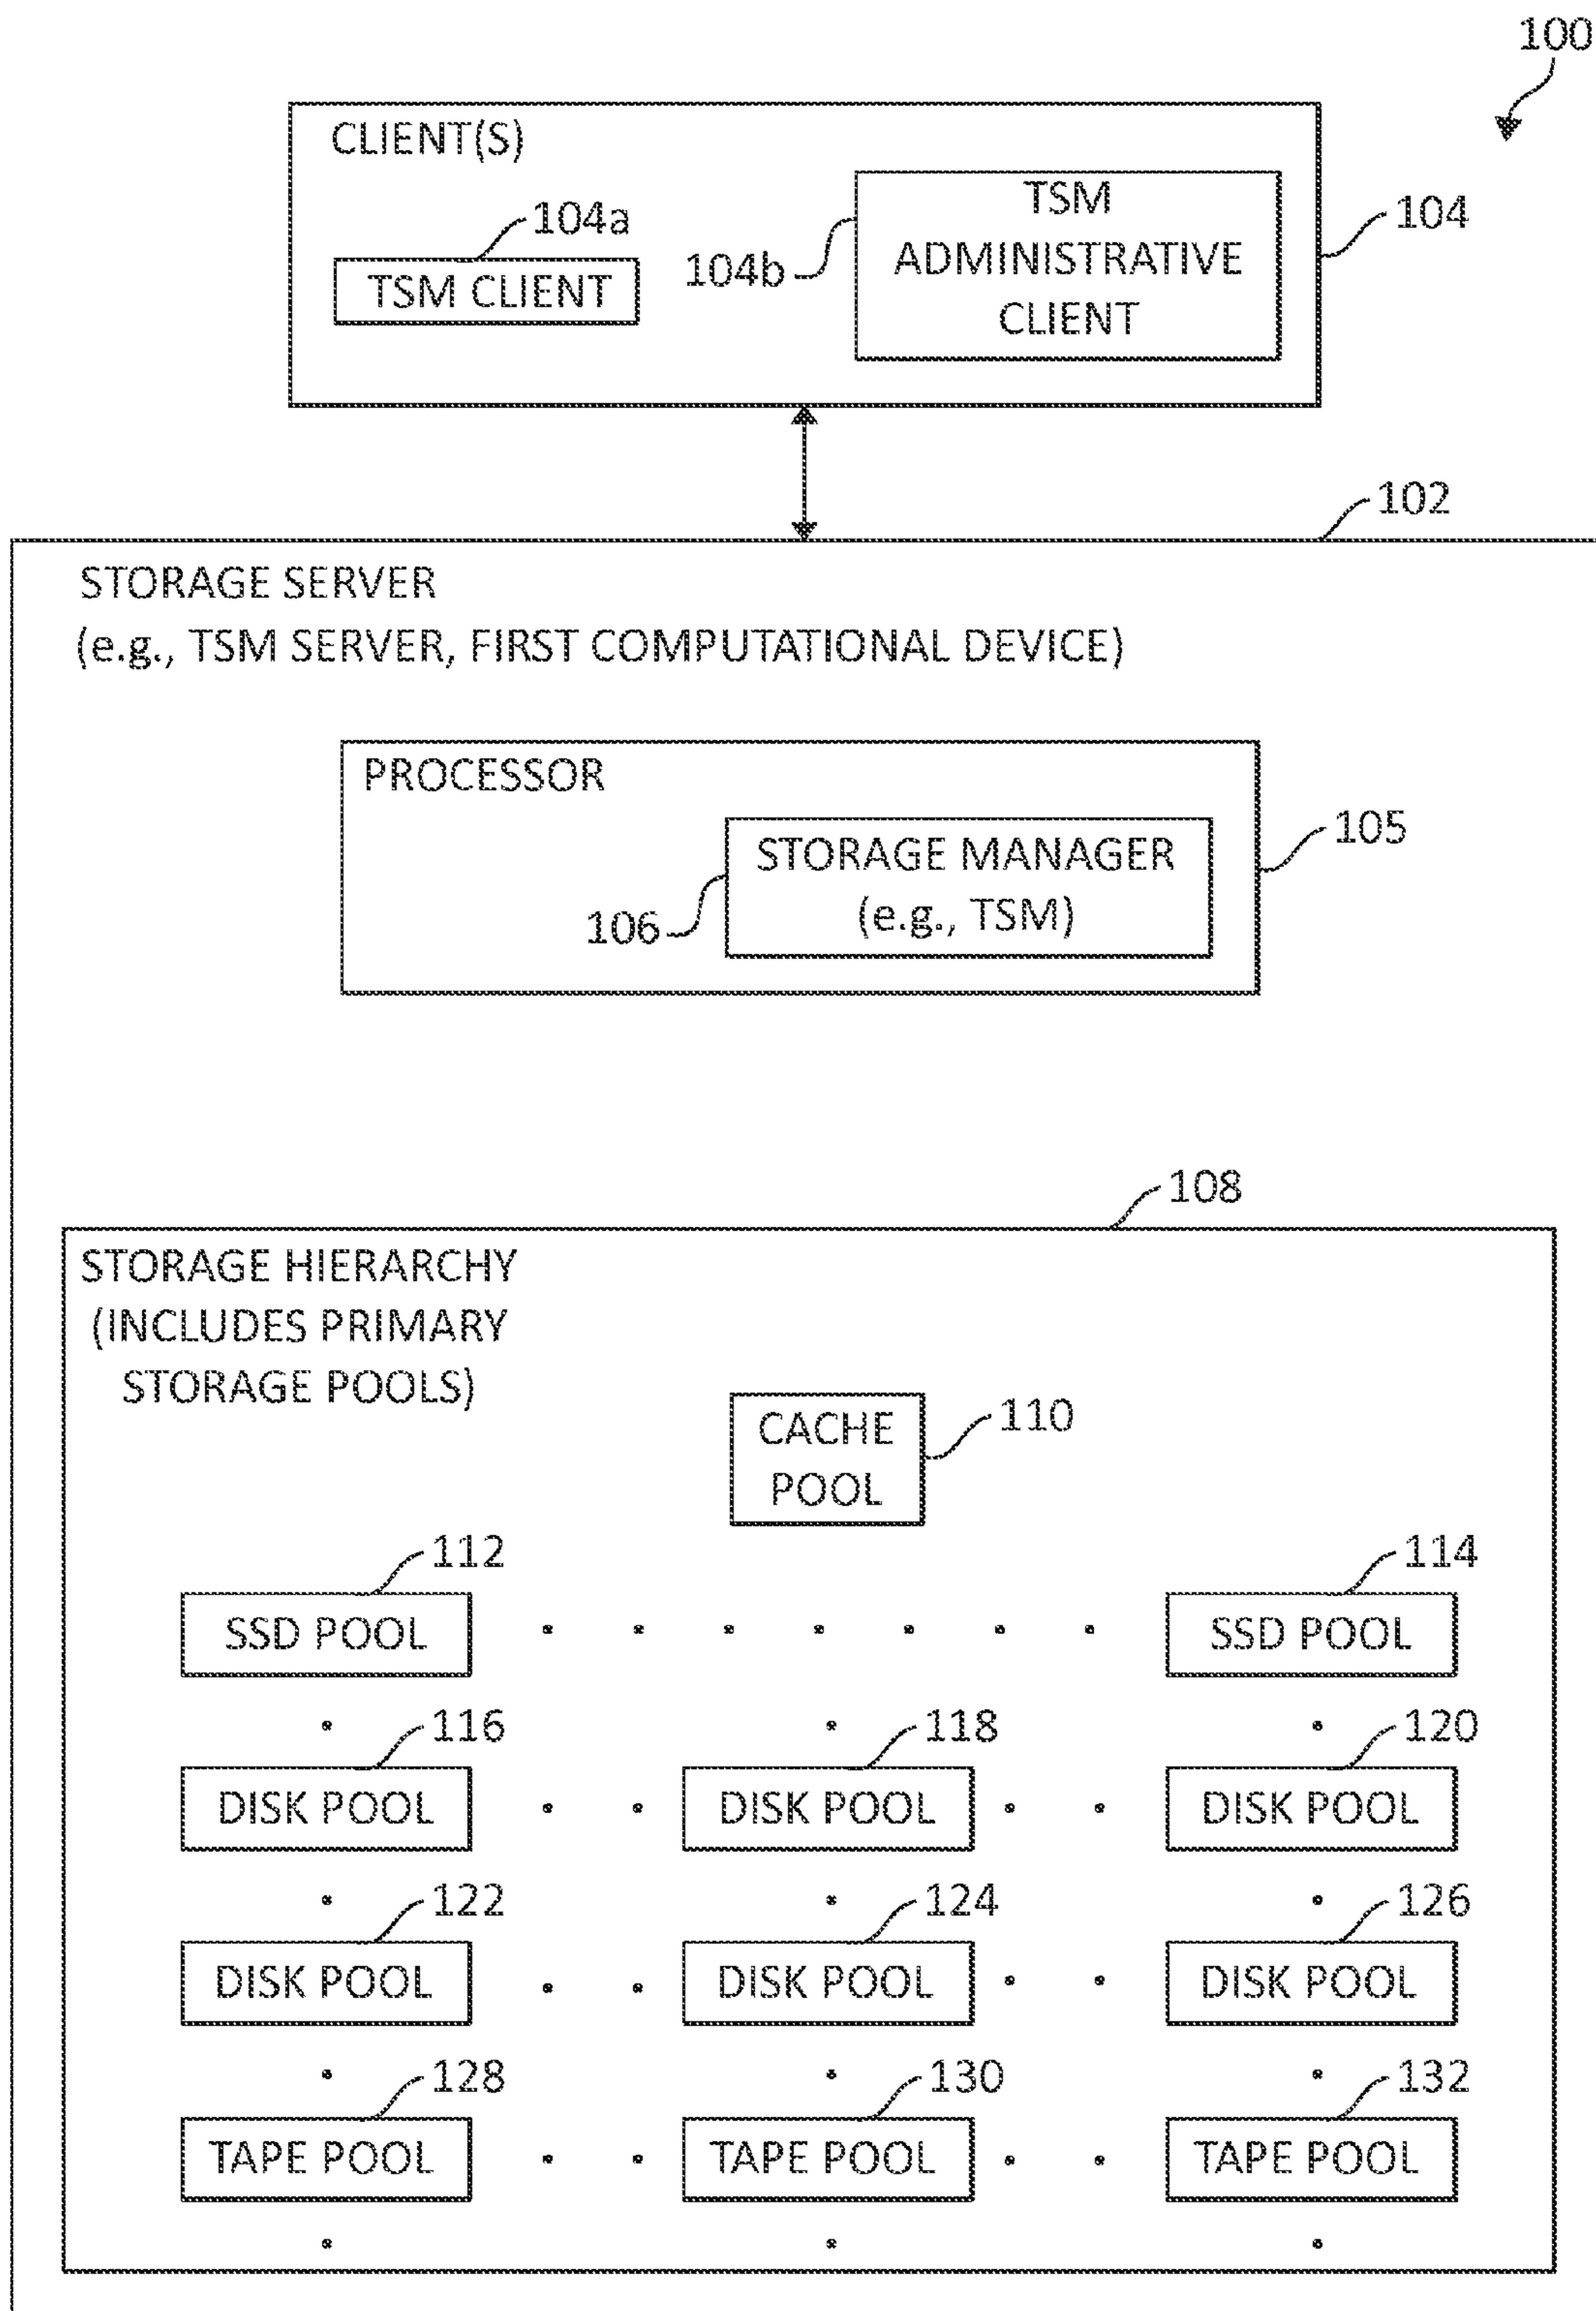 100
CLIENT(S)
104a
TSM CLIENT
104b
TSM
ADMINISTRATIVE
CLIENT
104
102
STORAGE SERVER
(e.g., TSM SERVER, FIRST COMPUTATIONAL DEVICE)
PROCESSOR
105
106
STORAGE MANAGER
(e.g., TSM)
108
STORAGE HIERARCHY
(INCLUDES PRIMARY
STORAGE POOLS)
CACHE
POOL
110
112
114
SSD POOL
SSD POOL
116
118
120
DISK POOL
DISK POOL
DISK POOL
122
124
126
DISK POOL
DISK POOL
DISK POOL
128
130
132
TAPE POOL
TAPE POOL
TAPE POOL